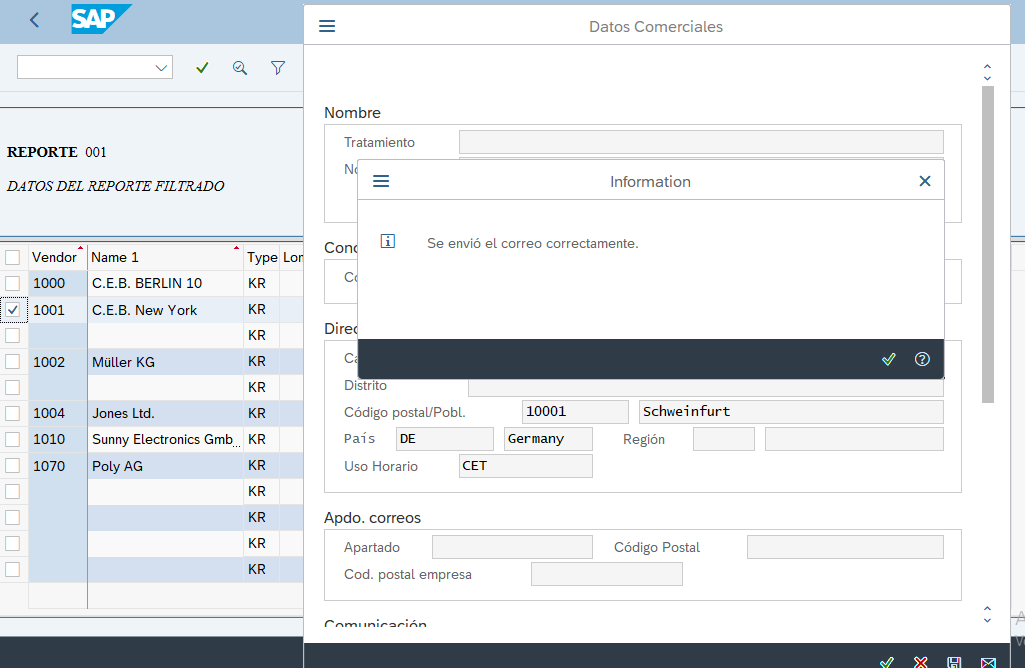 SAP
Datos Comerciales
REPORTE 001
DATOS DEL REPORTE FILTRADO
Vendor Name 1 Type
1000 C.E.B. BERLIN 10 KR
1001 C.E.B. New York KR
KR
1002 Müller KG KR
KR
1004 Jones Ltd. KR
1010 Sunny Electronics Gmb... KR
1070 Poly AG KR
KR
KR
KR
KR
Nombre
Tratamiento
Information
Se envió el correo correctamente.
Distrito
Código postal/Pobl. 10001 Schweinfurt
País DE Germany Región
Uso Horario CET
Apdo. correos
Apartado Código Postal
Cod. postal empresa
Comunicación